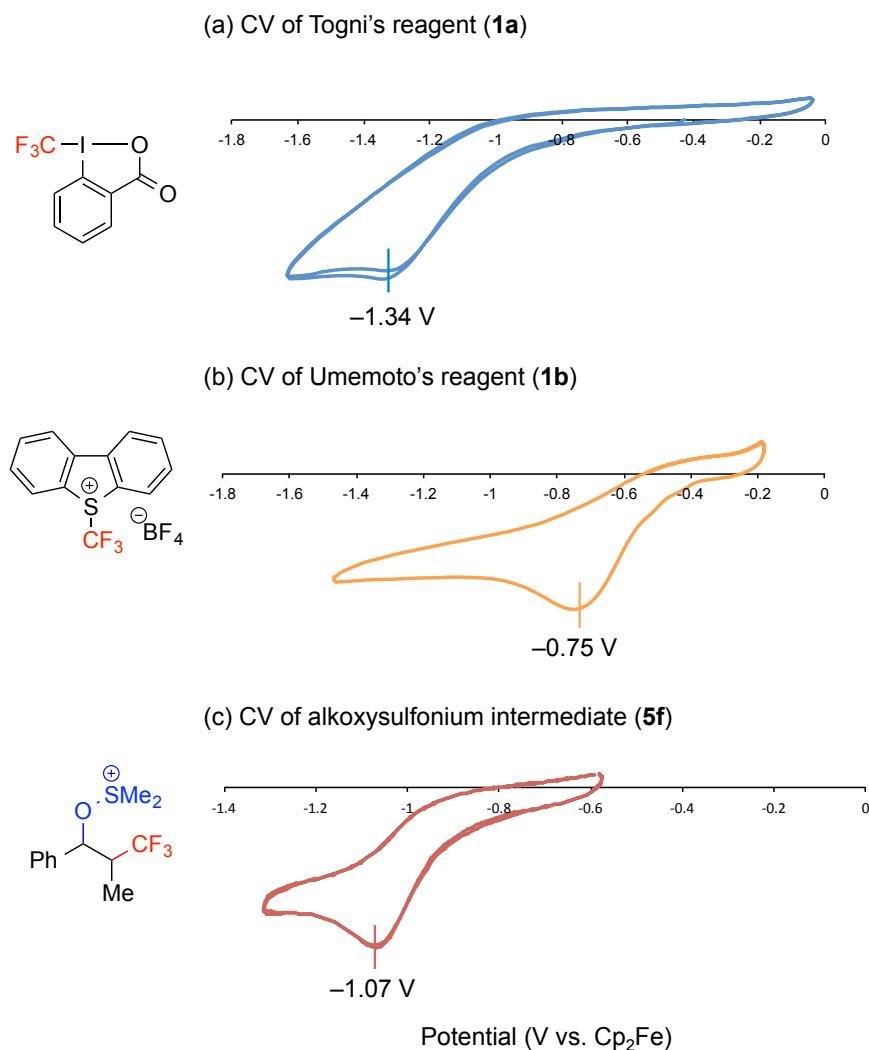 (a) CV of Togni's reagent (1a)
-1.8 -1.6 -1.4 -1.2 -1 -0.8 -0.6 -0.4 -0.2 0
F₃C I O
O
–1.34 V
(b) CV of Umemoto's reagent (1b)
-1.8 -1.6 -1.4 -1.2 -1 -0.8 -0.6 -0.4 -0.2 0
⊕
S
⊖
BF₄
CF₃
–0.75 V
(c) CV of alkoxysulfonium intermediate (5f)
⊕
SMe₂
-1.4 -1.2 -1 -0.8 -0.6 -0.4 -0.2 0
O
Ph CF₃
Me
–1.07 V
Potential (V vs. Cp₂Fe)